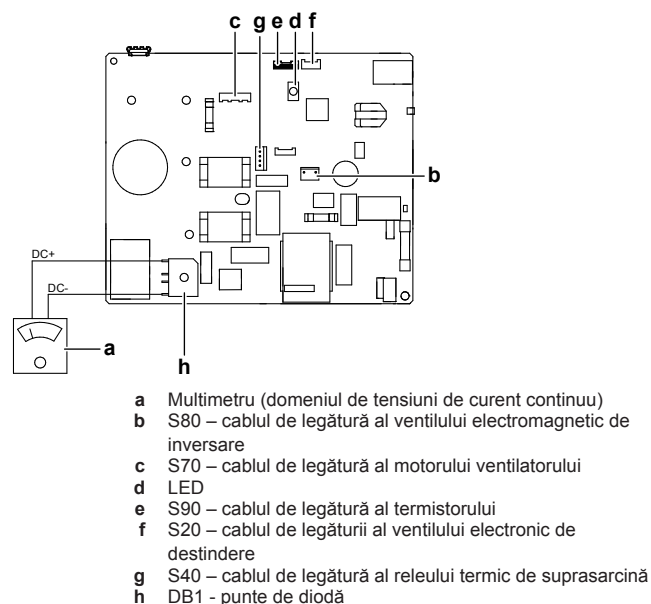 c g e d f
b
DC+
DC-
a
h
a Multimetru (domeniul de tensiuni de curent continuu)
b S80 – cablul de legătură al ventilului electromagnetic de
inversare
c S70 – cablul de legătură al motorului ventilatorului
d LED
e S90 – cablul de legătură al termistorului
f S20 – cablul de legăturii al ventilului electronic de
destindere
g S40 – cablul de legătură al releului termic de suprasarcină
h DB1 - punte de diodă